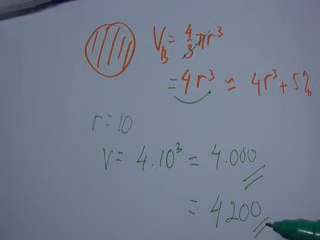 V_B = 4/3 πr³
= 4r³ ≈ 4r³ + 5%
r = 10
V = 4.10³ = 4.000
= 4200